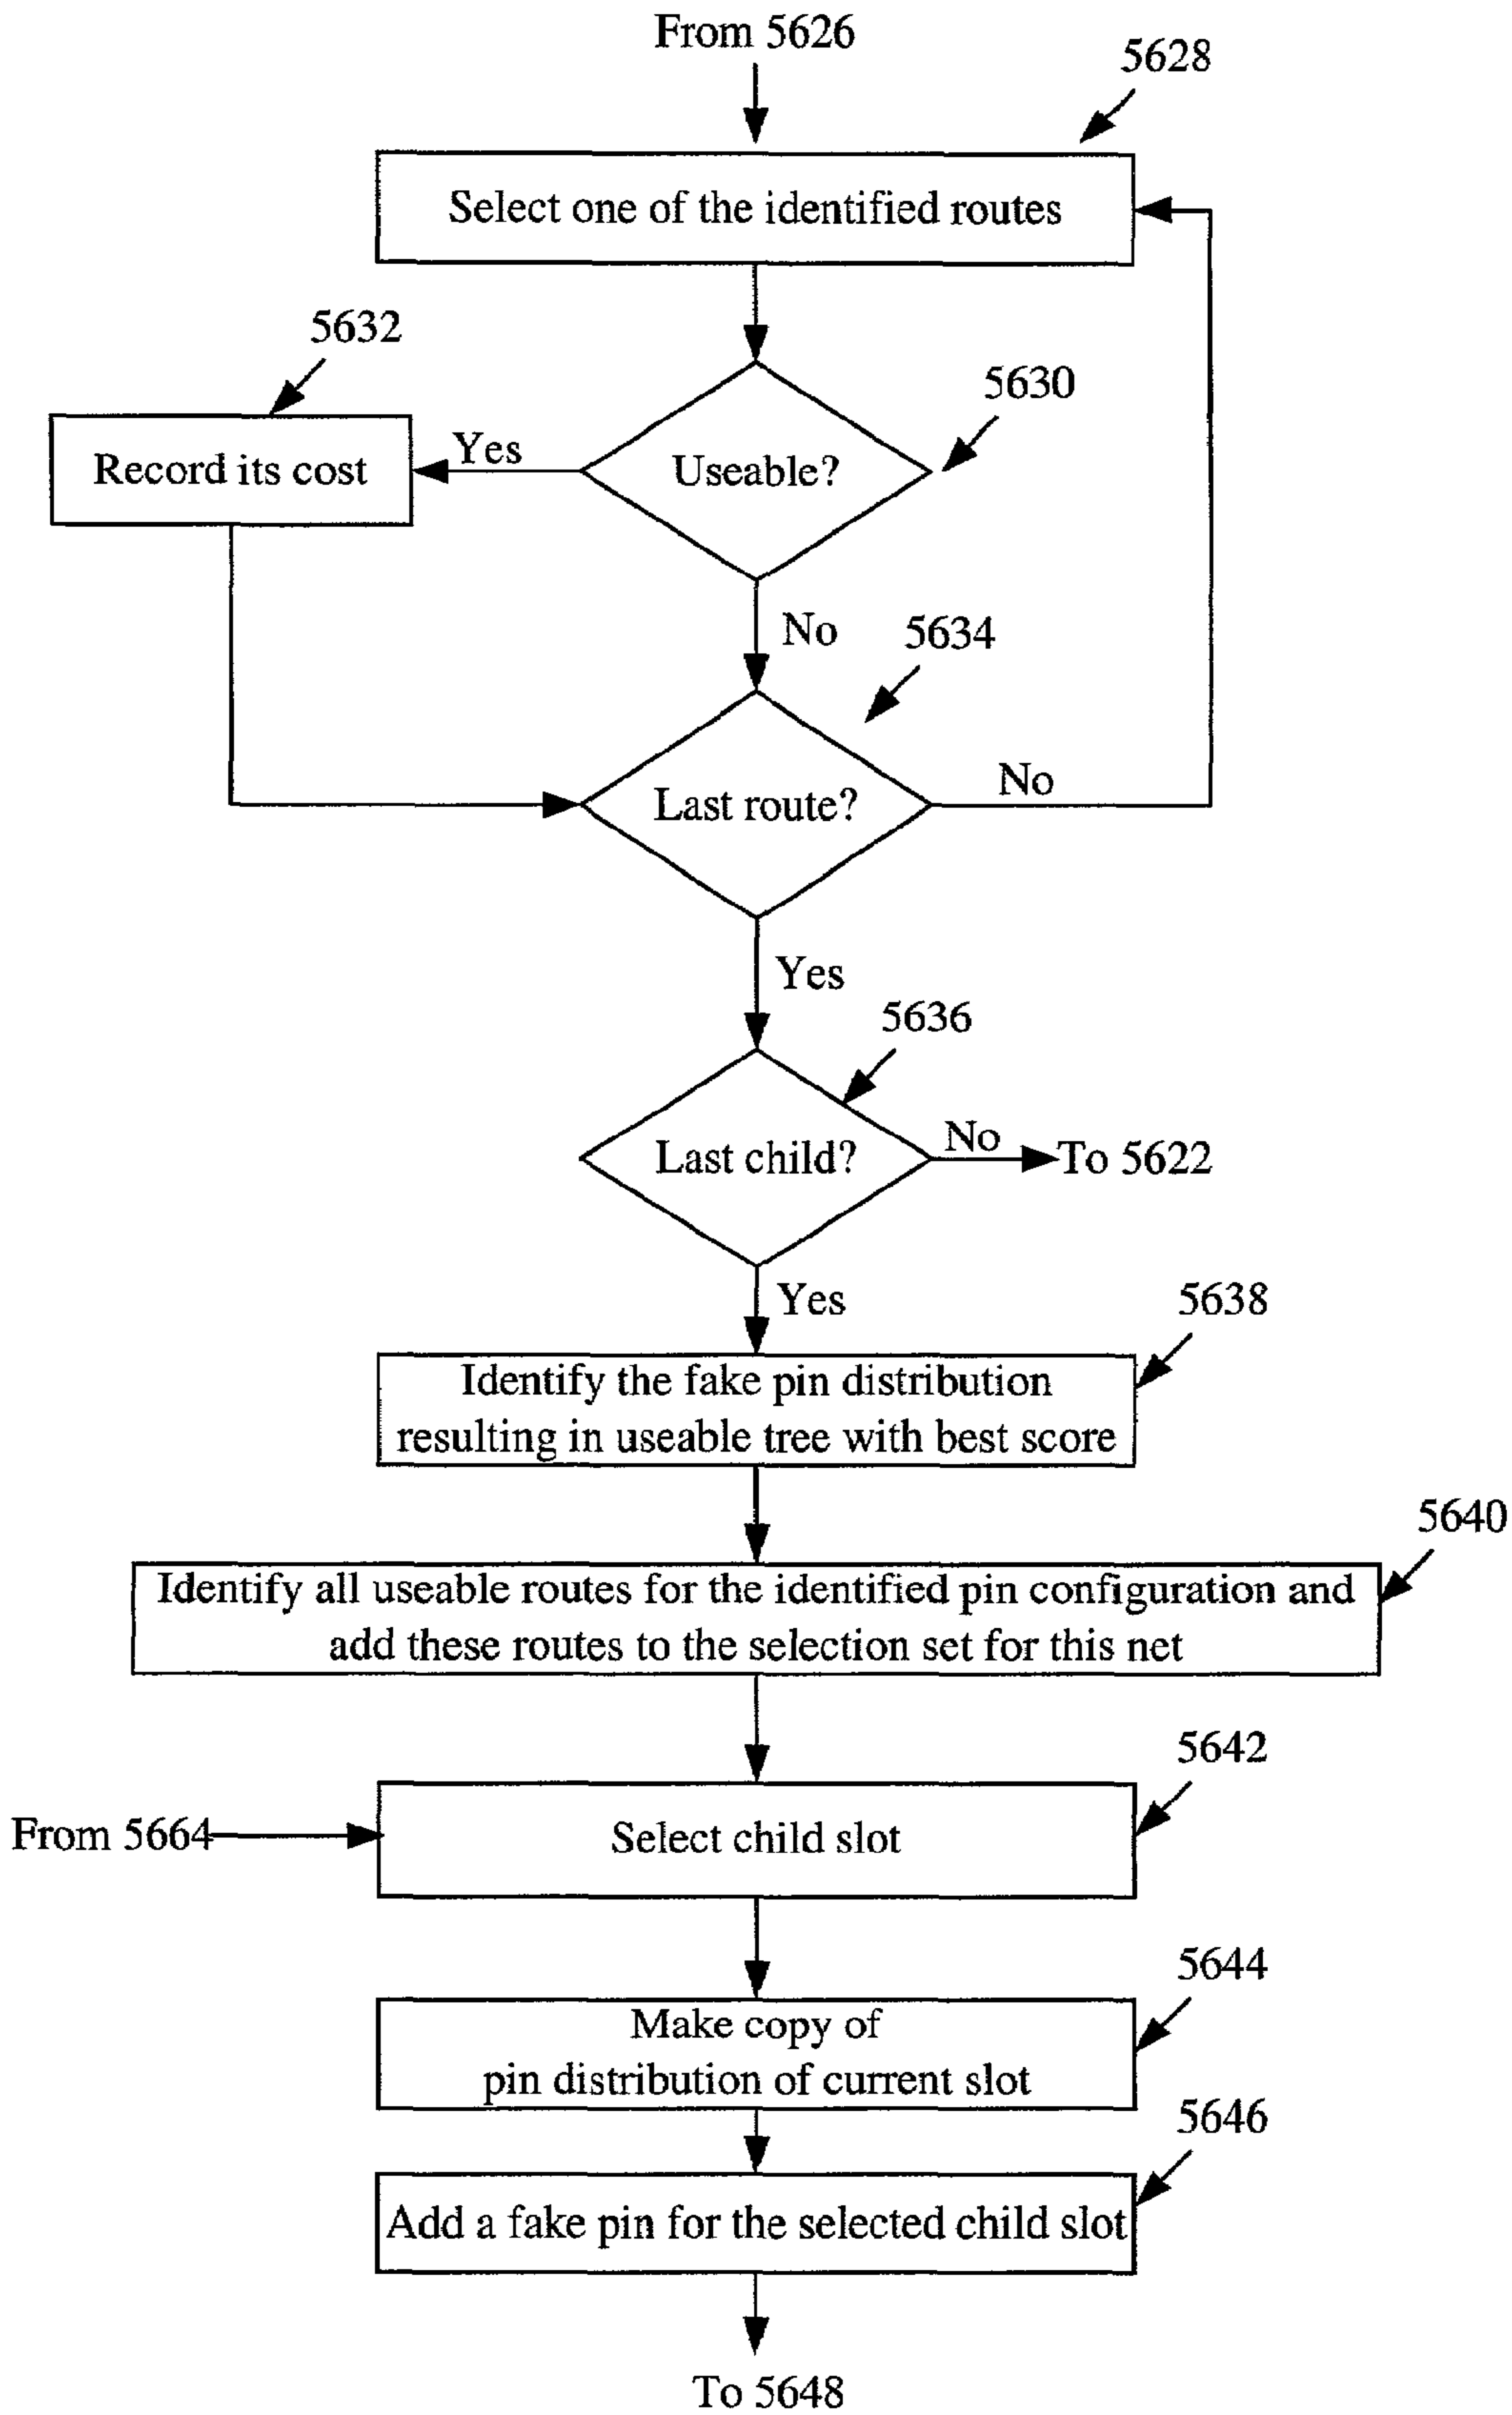 From 5626
5628
Select one of the identified routes
5632
5630
Record its cost
Yes
Useable?
No
5634
Last route?
No
Yes
5636
Last child?
No
To 5622
Yes
5638
Identify the fake pin distribution
resulting in useable tree with best score
5640
Identify all useable routes for the identified pin configuration and
add these routes to the selection set for this net
5642
From 5664
Select child slot
5644
Make copy of
pin distribution of current slot
5646
Add a fake pin for the selected child slot
To 5648